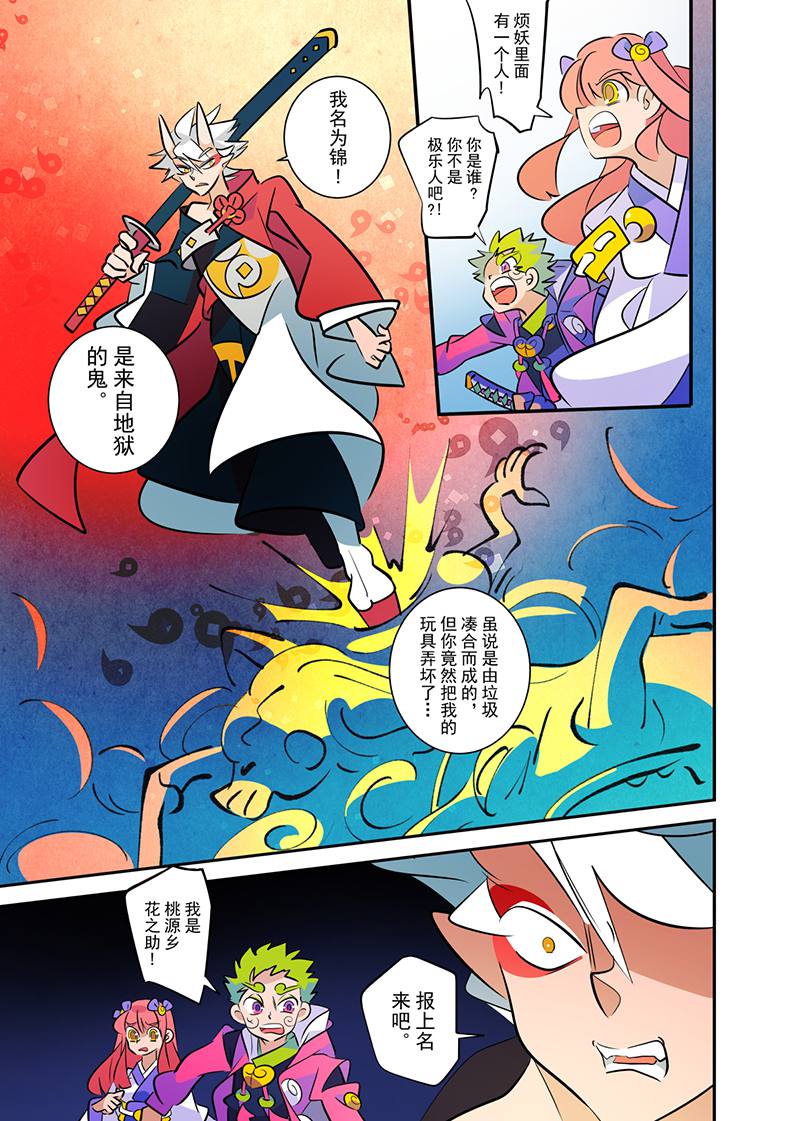 烦妖里面
有一个人！
你是谁？
你不是
极乐人吧？！
我名为锦！
是来自地狱
的鬼。
虽说是由垃圾
凑合而成的，
但你竟然把我的
玩具弄坏了…
报上名
来吧。
我是
桃源乡
花之助！